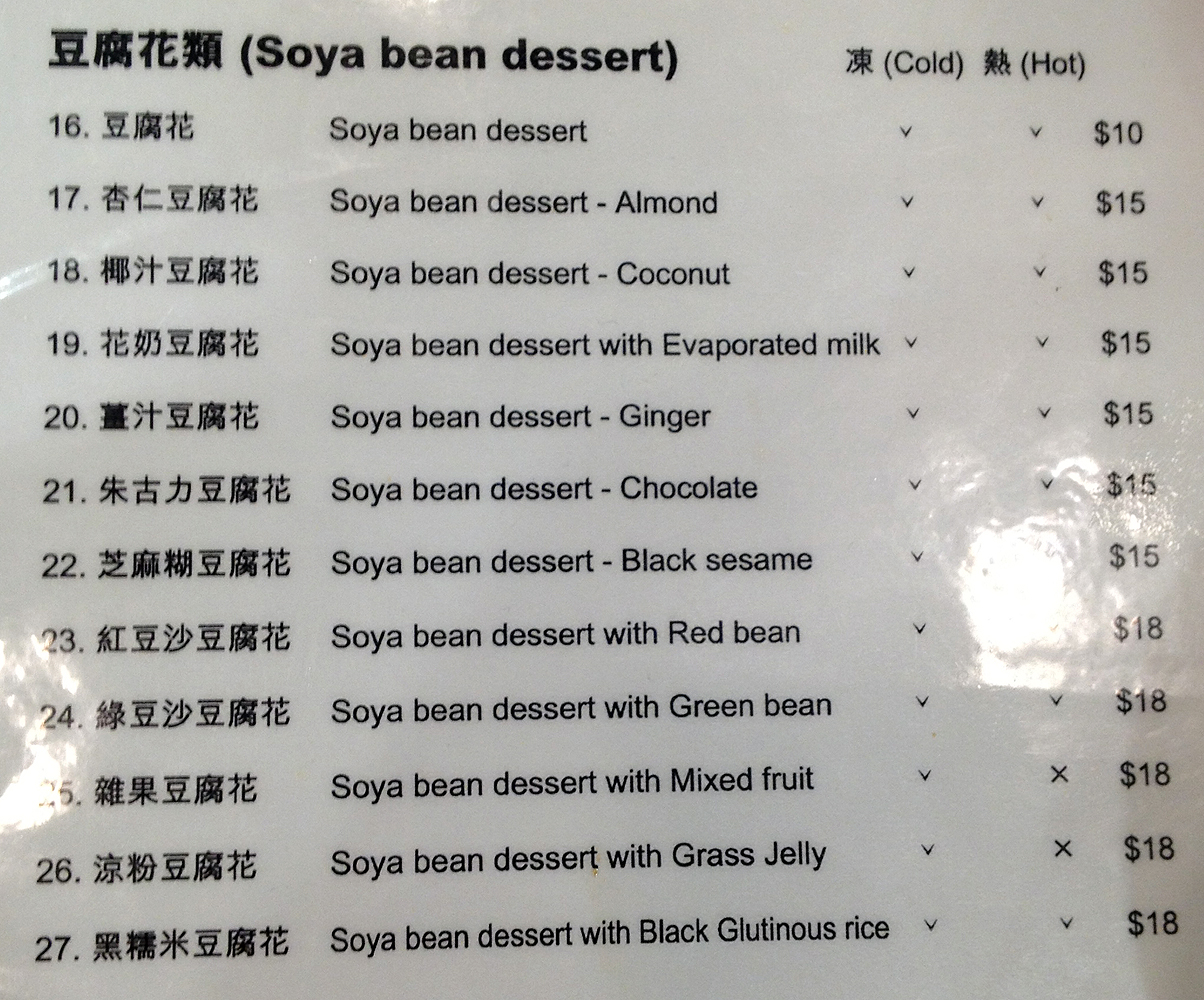 豆腐花類 (Soya bean dessert) 凍 (Cold) 熱 (Hot)
16. 豆腐花 Soya bean dessert ✓ ✓ $10
17. 杏仁豆腐花 Soya bean dessert - Almond ✓ ✓ $15
18. 椰汁豆腐花 Soya bean dessert - Coconut ✓ ✓ $15
19. 花奶豆腐花 Soya bean dessert with Evaporated milk ✓ ✓ $15
20. 薑汁豆腐花 Soya bean dessert - Ginger ✓ ✓ $15
21. 朱古力豆腐花 Soya bean dessert - Chocolate ✓ ✓ $15
22. 芝麻糊豆腐花 Soya bean dessert - Black sesame ✓ $15
23. 紅豆沙豆腐花 Soya bean dessert with Red bean ✓ $18
24. 綠豆沙豆腐花 Soya bean dessert with Green bean ✓ ✓ $18
25. 雜果豆腐花 Soya bean dessert with Mixed fruit ✓ × $18
26. 涼粉豆腐花 Soya bean dessert with Grass Jelly ✓ × $18
27. 黑糯米豆腐花 Soya bean dessert with Black Glutinous rice ✓ ✓ $18